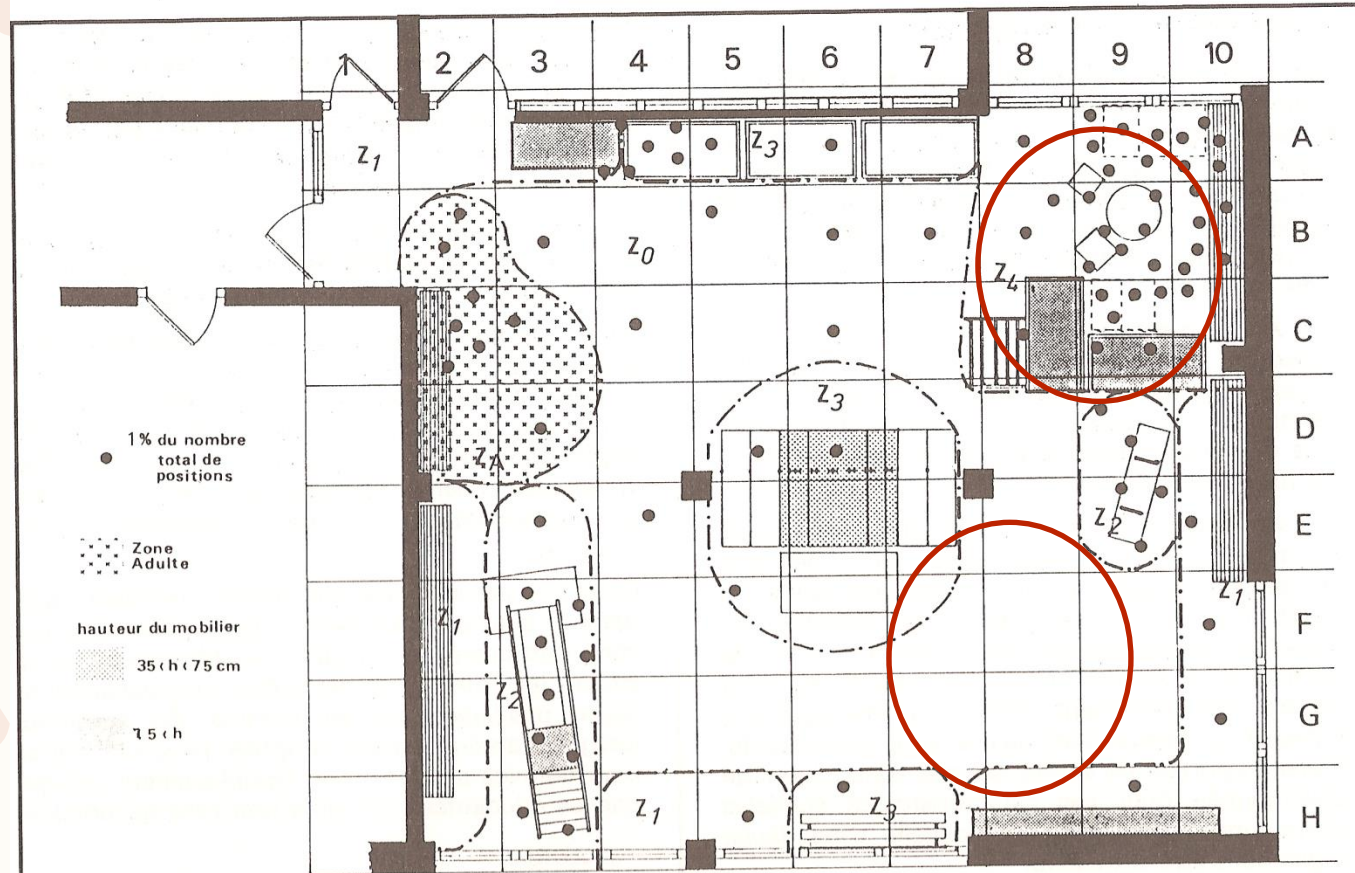 1 2 3 4 5 6 7 8 9 10
A
Z1
Z3
B
Z0
Z4
C
Z3
D
1% du nombre
total de
positions
ZA
E
Z2
Zone
Adulte
Z1
F
Z1
hauteur du mobilier
35‹h‹75 cm
Z2
G
75‹h
Z1
Z3
H